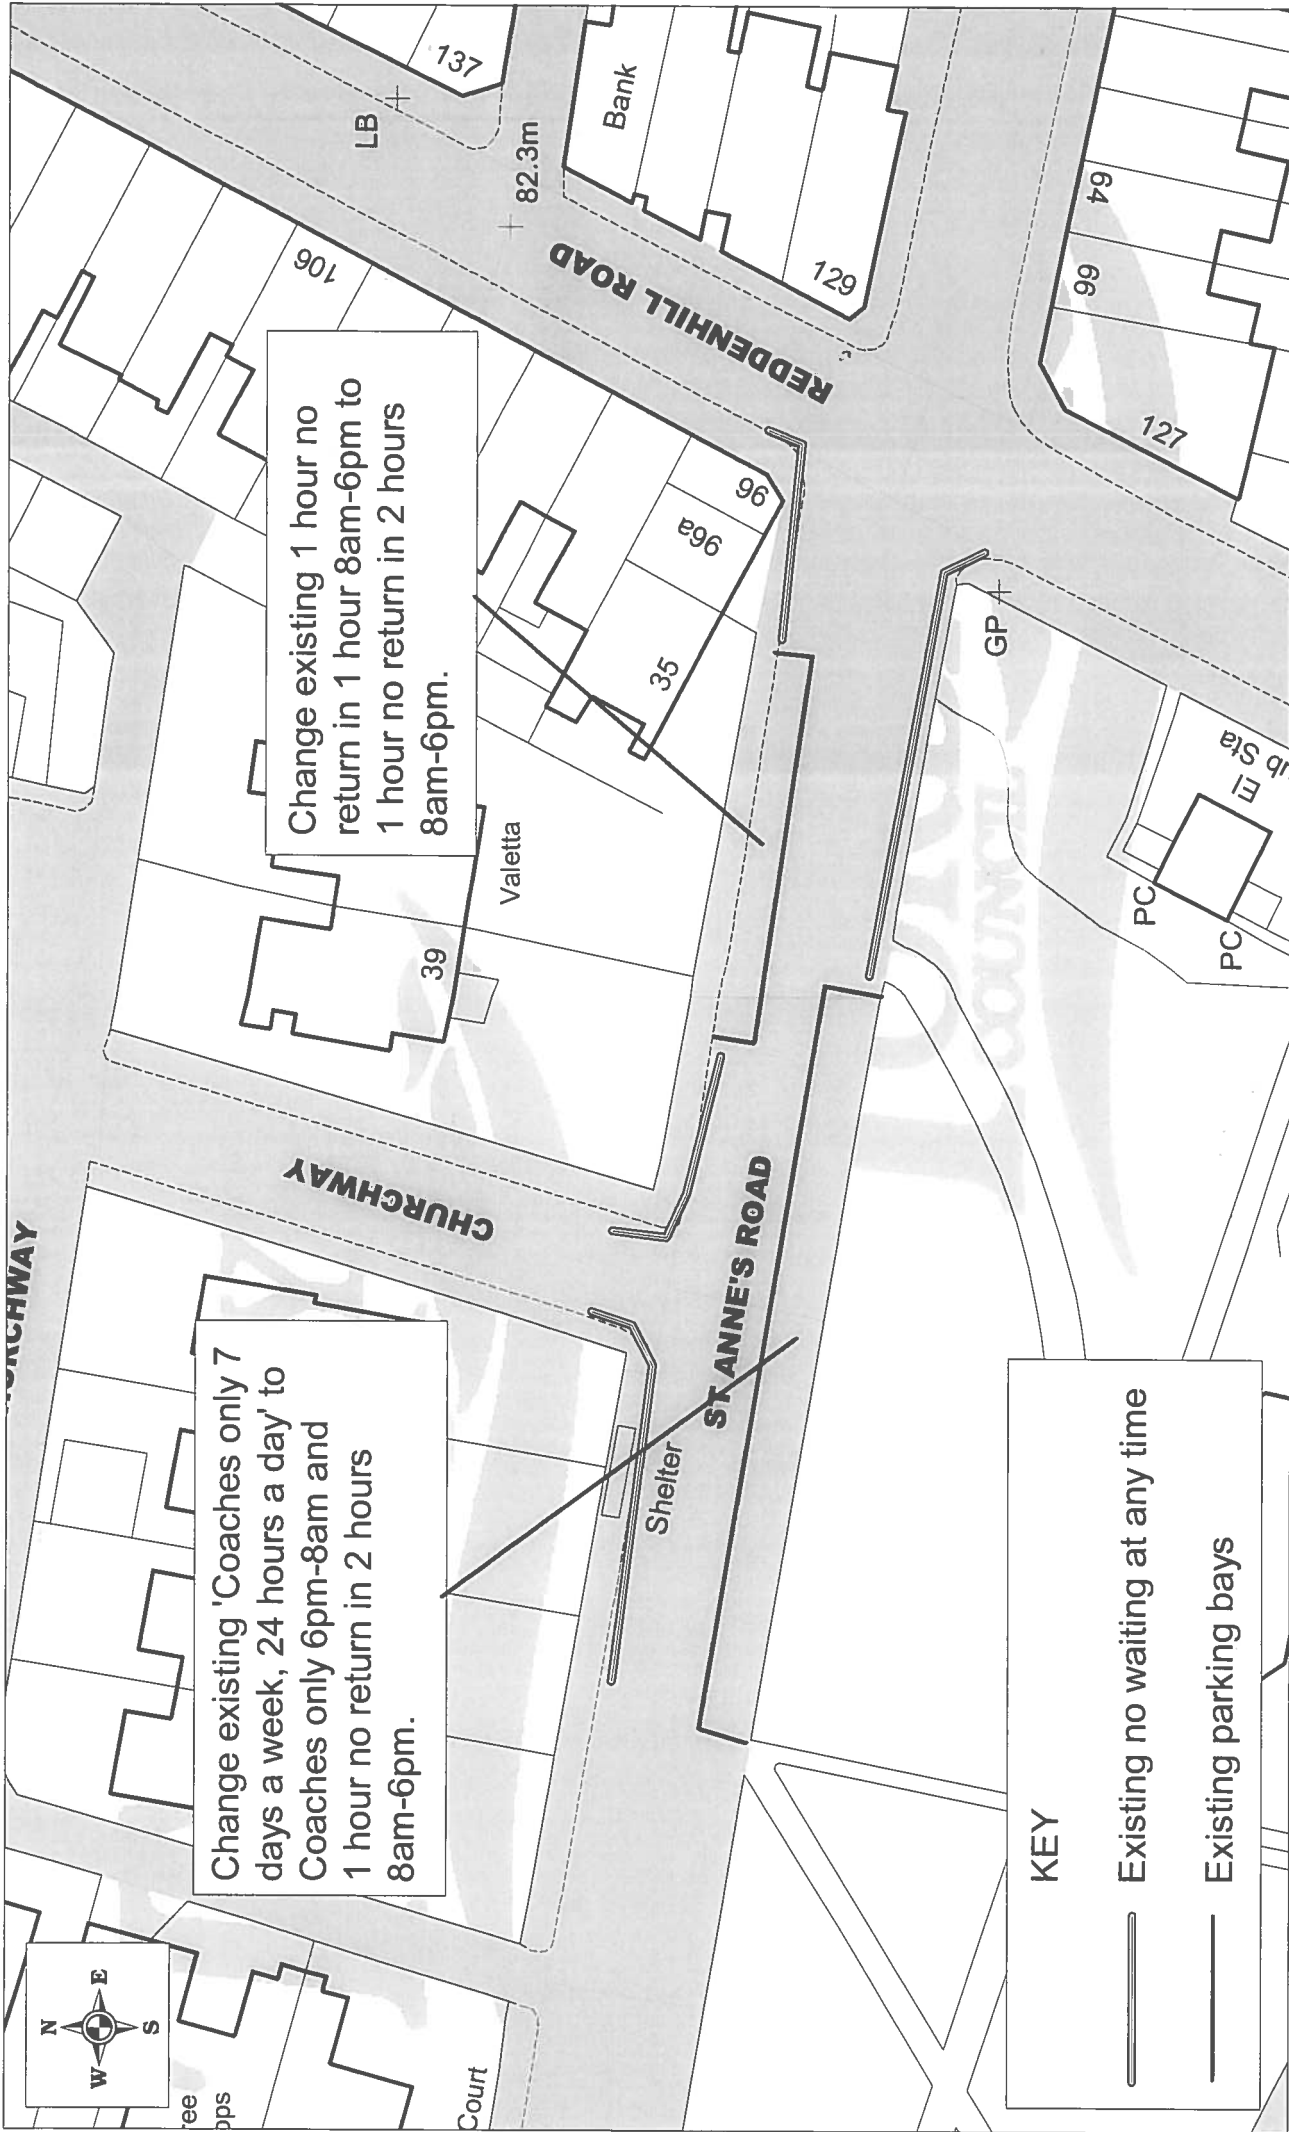 CHURCHWAY
N
W
E
S
Court
Change existing 'Coaches only 7
days a week, 24 hours a day' to
Coaches only 6pm-8am and
1 hour no return in 2 hours
8am-6pm.
Shelter
CHURCHWAY
ST ANNE'S ROAD
39
Valetta
Change existing 1 hour no
return in 1 hour 8am-6pm to
1 hour no return in 2 hours
8am-6pm.
35
96a
96
106
LB
137
82.3m
Bank
REDDENHILL ROAD
129
64
66
127
GP
El
ub Sta
PC
PC
COUNCIL
KEY
Existing no waiting at any time
Existing parking bays